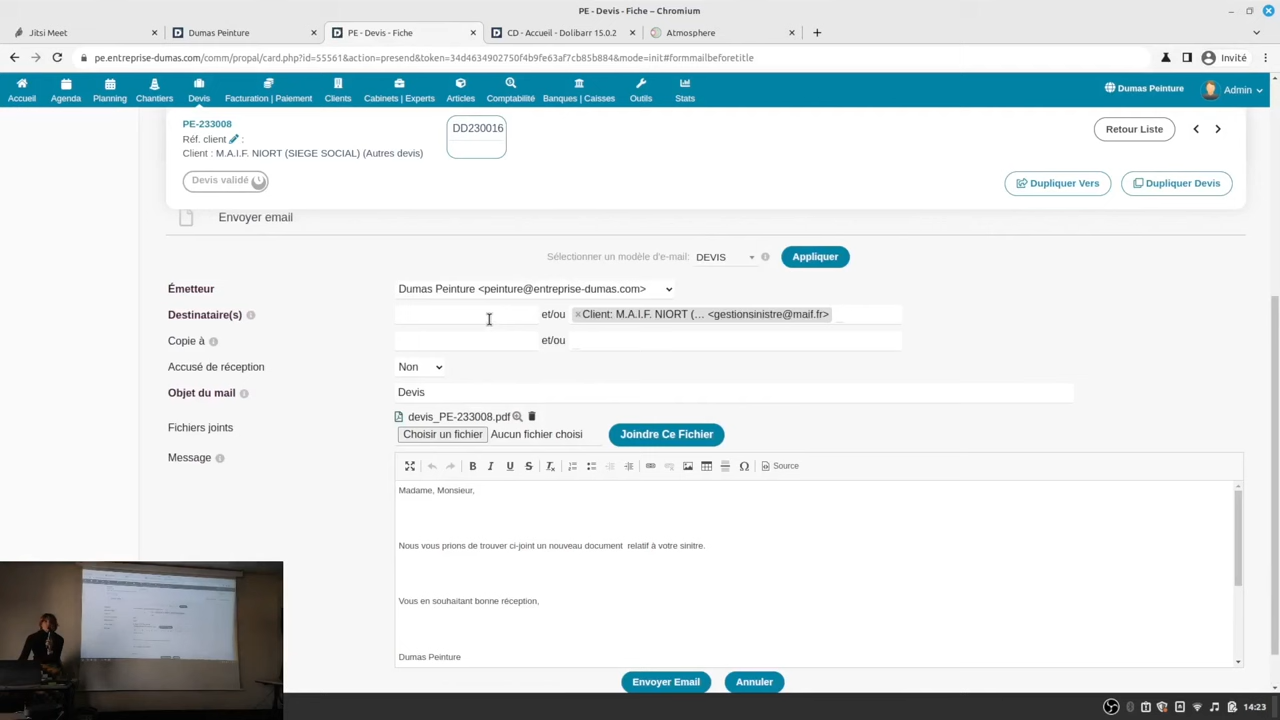 PE - Devis - Fiche – Chromium
Jitsi Meet
Dumas Peinture
PE - Devis - Fiche
CD - Accueil - Dolibarr 15.0.2
Atmosphere
pe.entreprise-dumas.com/comm/propal/card.php?id=55561&action=presend&token=34d4634902750f4b9fe63af7cb85b884&mode=init#formmailbeforetitle
Invité
Accueil
Agenda
Planning
Chantiers
Devis
Facturation | Paiement
Clients
Cabinets | Experts
Articles
Comptabilité
Banques | Caisses
Outils
Stats
Dumas Peinture
Admin
PE-233008
Réf. client :
Client : M.A.I.F. NIORT (SIEGE SOCIAL) (Autres devis)
DD230016
Retour Liste
Devis validé
Dupliquer Vers
Dupliquer Devis
Envoyer email
Sélectionner un modèle d'e-mail: DEVIS
Appliquer
Émetteur
Dumas Peinture <peinture@entreprise-dumas.com>
Destinataire(s)
et/ou
×Client: M.A.I.F. NIORT (… <gestionsinistre@maif.fr>
Copie à
et/ou
Accusé de réception
Non
Objet du mail
Devis
Fichiers joints
devis_PE-233008.pdf
Choisir un fichier Aucun fichier choisi
Joindre Ce Fichier
Message
B I U S
Source
Madame, Monsieur,
Nous vous prions de trouver ci-joint un nouveau document relatif à votre sinitre.
Vous en souhaitant bonne réception,
Dumas Peinture
Envoyer Email
Annuler
14:23